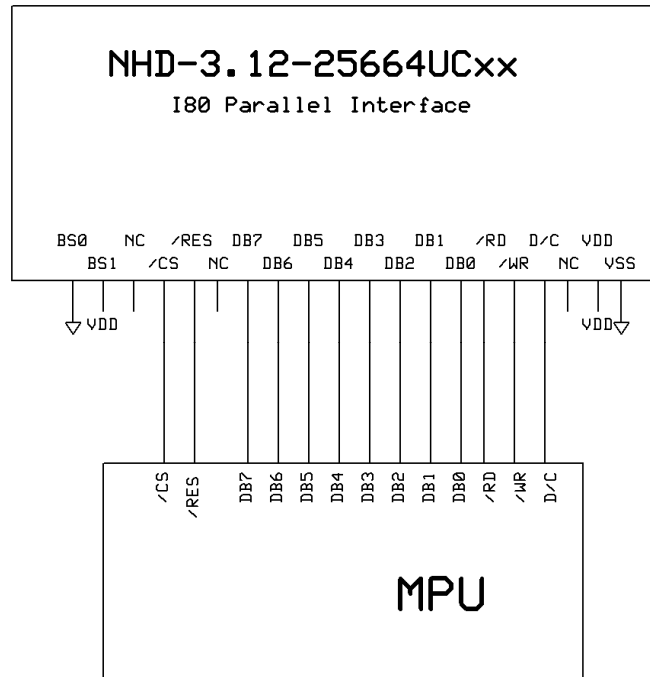 NHD-3.12-25664UCxx
I80 Parallel Interface
BS0 NC /RES DB7 DB5 DB3 DB1 /RD D/C VDD
BS1 /CS NC DB6 DB4 DB2 DB0 /WR NC VSS
VDD VDD
/CS /RES DB7 DB6 DB5 DB4 DB3 DB2 DB1 DB0 /RD /WR D/C
MPU